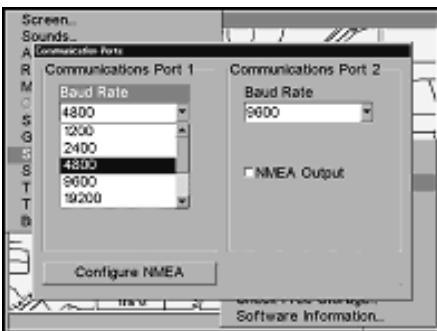 Screen...
Sounds...
Communication Ports
Communications Port 1
Baud Rate
4800
1200
2400
4800
9600
19200
Communications Port 2
Baud Rate
9600
NMEA Output
Configure NMEA
Software Information...